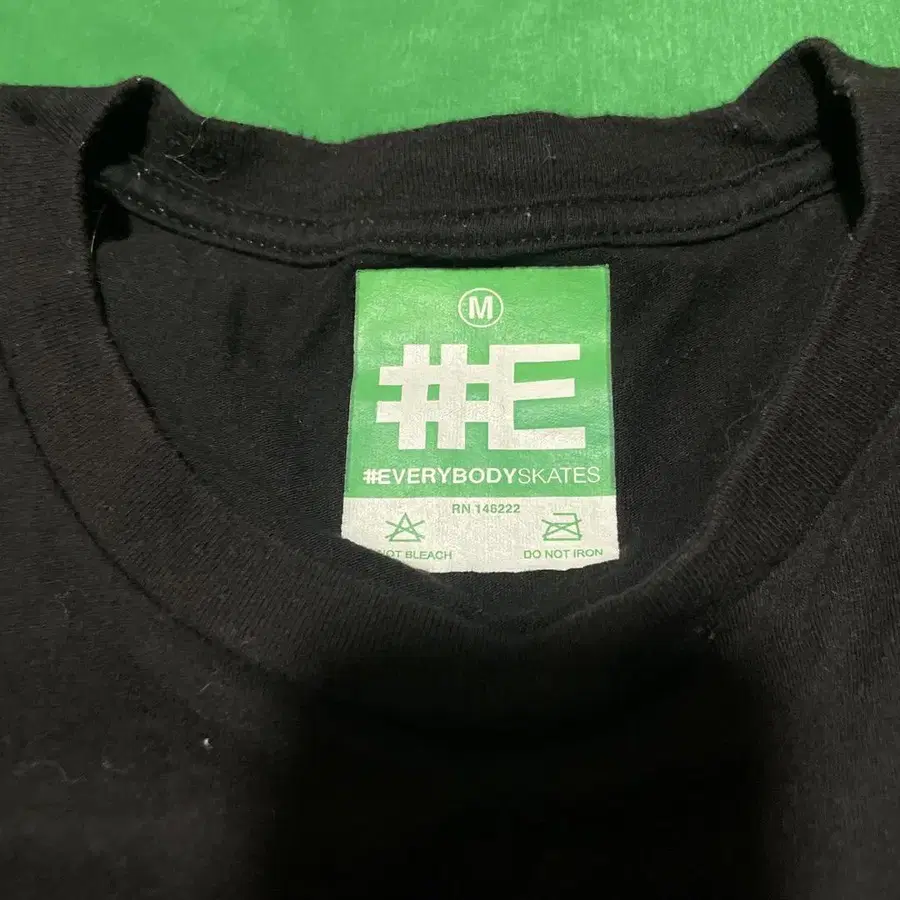 M
#E
#EVERYBODYSKATES
RN 146222
NOT BLEACH
DO NOT IRON